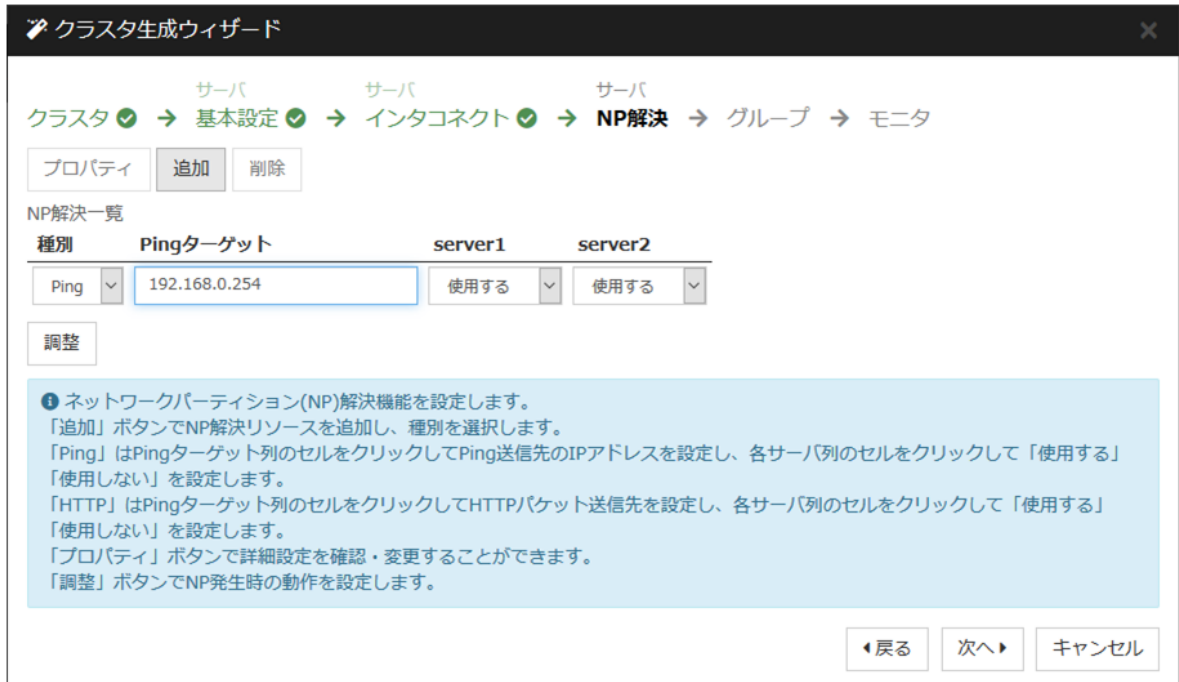 クラスタ生成ウィザード
サーバ サーバ サーバ
クラスタ → 基本設定 → インタコネクト → NP解決 → グループ → モニタ
プロパティ 追加 削除
NP解決一覧
種別 Pingターゲット server1 server2
Ping 192.168.0.254 使用する 使用する
調整
ネットワークパーティション(NP)解決機能を設定します。
「追加」ボタンでNP解決リソースを追加し、種別を選択します。
「Ping」はPingターゲット列のセルをクリックしてPing送信先のIPアドレスを設定し、各サーバ列のセルをクリックして「使用する」
「使用しない」を設定します。
「HTTP」はPingターゲット列のセルをクリックしてHTTPパケット送信先を設定し、各サーバ列のセルをクリックして「使用する」
「使用しない」を設定します。
「プロパティ」ボタンで詳細設定を確認・変更することができます。
「調整」ボタンでNP発生時の動作を設定します。
戻る 次へ キャンセル